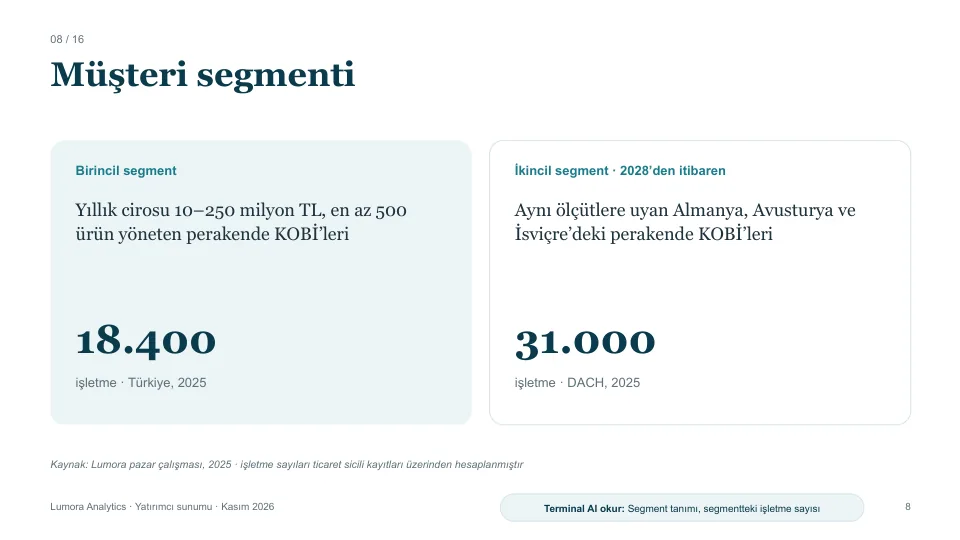 08 / 16
Müşteri segmenti
Birincil segment
Yıllık cirosu 10–250 milyon TL, en az 500
ürün yöneten perakende KOBİ’leri
18.400
işletme · Türkiye, 2025
İkincil segment · 2028’den itibaren
Aynı ölçütlere uyan Almanya, Avusturya ve
İsviçre’deki perakende KOBİ’leri
31.000
işletme · DACH, 2025
Kaynak: Lumora pazar çalışması, 2025 · işletme sayıları ticaret sicili kayıtları üzerinden hesaplanmıştır
Lumora Analytics · Yatırımcı sunumu · Kasım 2026
Terminal AI okur: Segment tanımı, segmentteki işletme sayısı
8